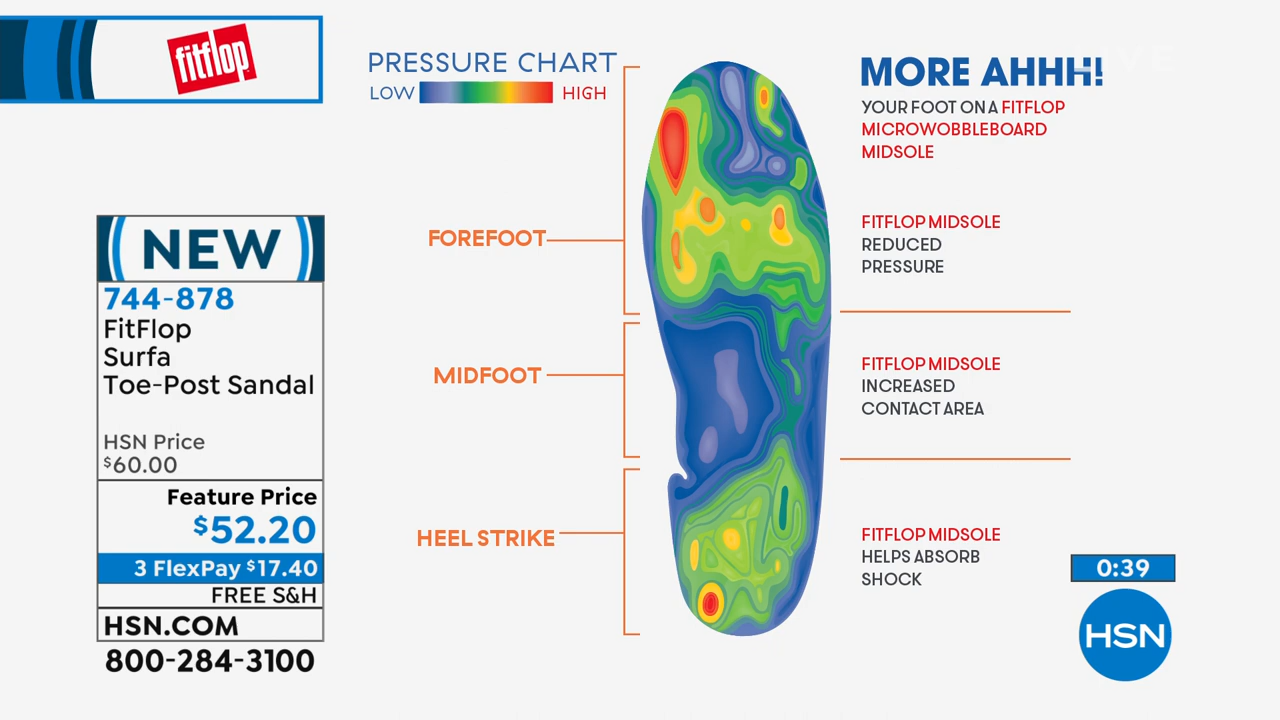 fitflop
PRESSURE CHART
LOW HIGH
MORE AHHH!
LIVE
YOUR FOOT ON A FITFLOP
MICROWOBBLEBOARD
MIDSOLE
FOREFOOT
FITFLOP MIDSOLE
REDUCED
PRESSURE
MIDFOOT
FITFLOP MIDSOLE
INCREASED
CONTACT AREA
HEEL STRIKE
FITFLOP MIDSOLE
HELPS ABSORB
SHOCK
(NEW)
744-878
FitFlop
Surfa
Toe-Post Sandal
HSN Price
$60.00
Feature Price
$52.20
3 FlexPay $17.40
FREE S&H
HSN.COM
800-284-3100
0:39
HSN